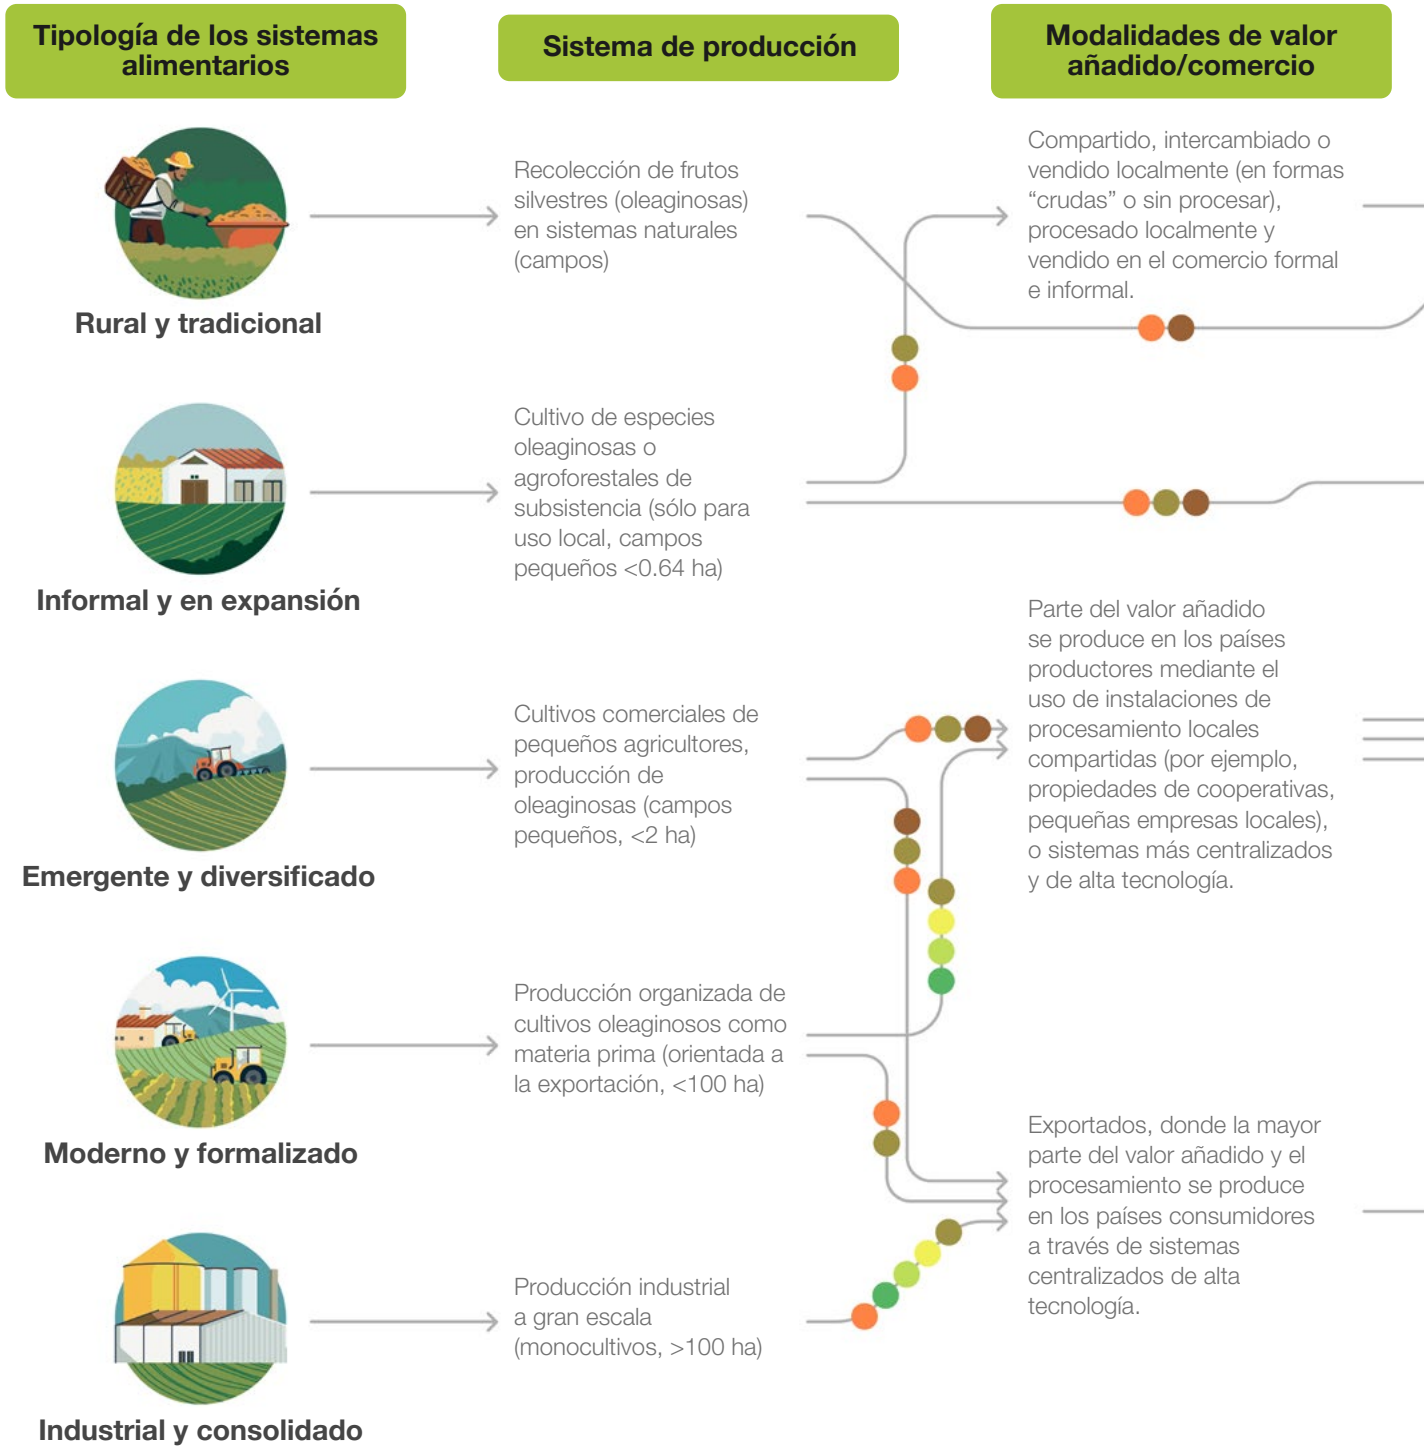 Tipología de los sistemas
alimentarios
Sistema de producción
Modalidades de valor
añadido/comercio
Rural y tradicional
Recolección de frutos
silvestres (oleaginosas)
en sistemas naturales
(campos)
Compartido, intercambiado o
vendido localmente (en formas
“crudas” o sin procesar),
procesado localmente y
vendido en el comercio formal
e informal.
Informal y en expansión
Cultivo de especies
oleaginosas o
agroforestales de
subsistencia (sólo para
uso local, campos
pequeños <0.64 ha)
Emergente y diversificado
Cultivos comerciales de
pequeños agricultores,
producción de
oleaginosas (campos
pequeños, <2 ha)
Parte del valor añadido
se produce en los países
productores mediante el
uso de instalaciones de
procesamiento locales
compartidas (por ejemplo,
propiedades de cooperativas,
pequeñas empresas locales),
o sistemas más centralizados
y de alta tecnología.
Moderno y formalizado
Producción organizada de
cultivos oleaginosos como
materia prima (orientada a
la exportación, <100 ha)
Exportados, donde la mayor
parte del valor añadido y el
procesamiento se produce
en los países consumidores
a través de sistemas
centralizados de alta
tecnología.
Industrial y consolidado
Producción industrial
a gran escala
(monocultivos, >100 ha)